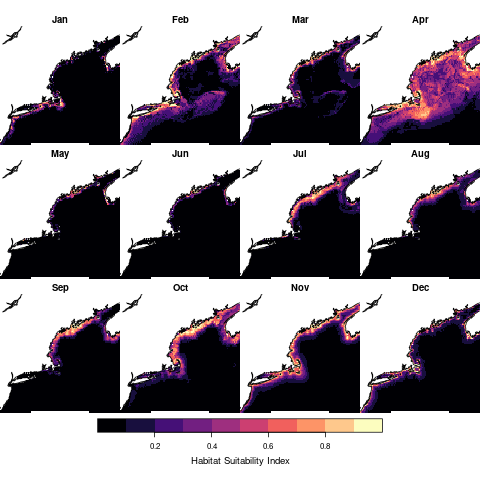 Jan Feb Mar Apr
May Jun Jul Aug
Sep Oct Nov Dec
0.2 0.4 0.6 0.8
Habitat Suitability Index